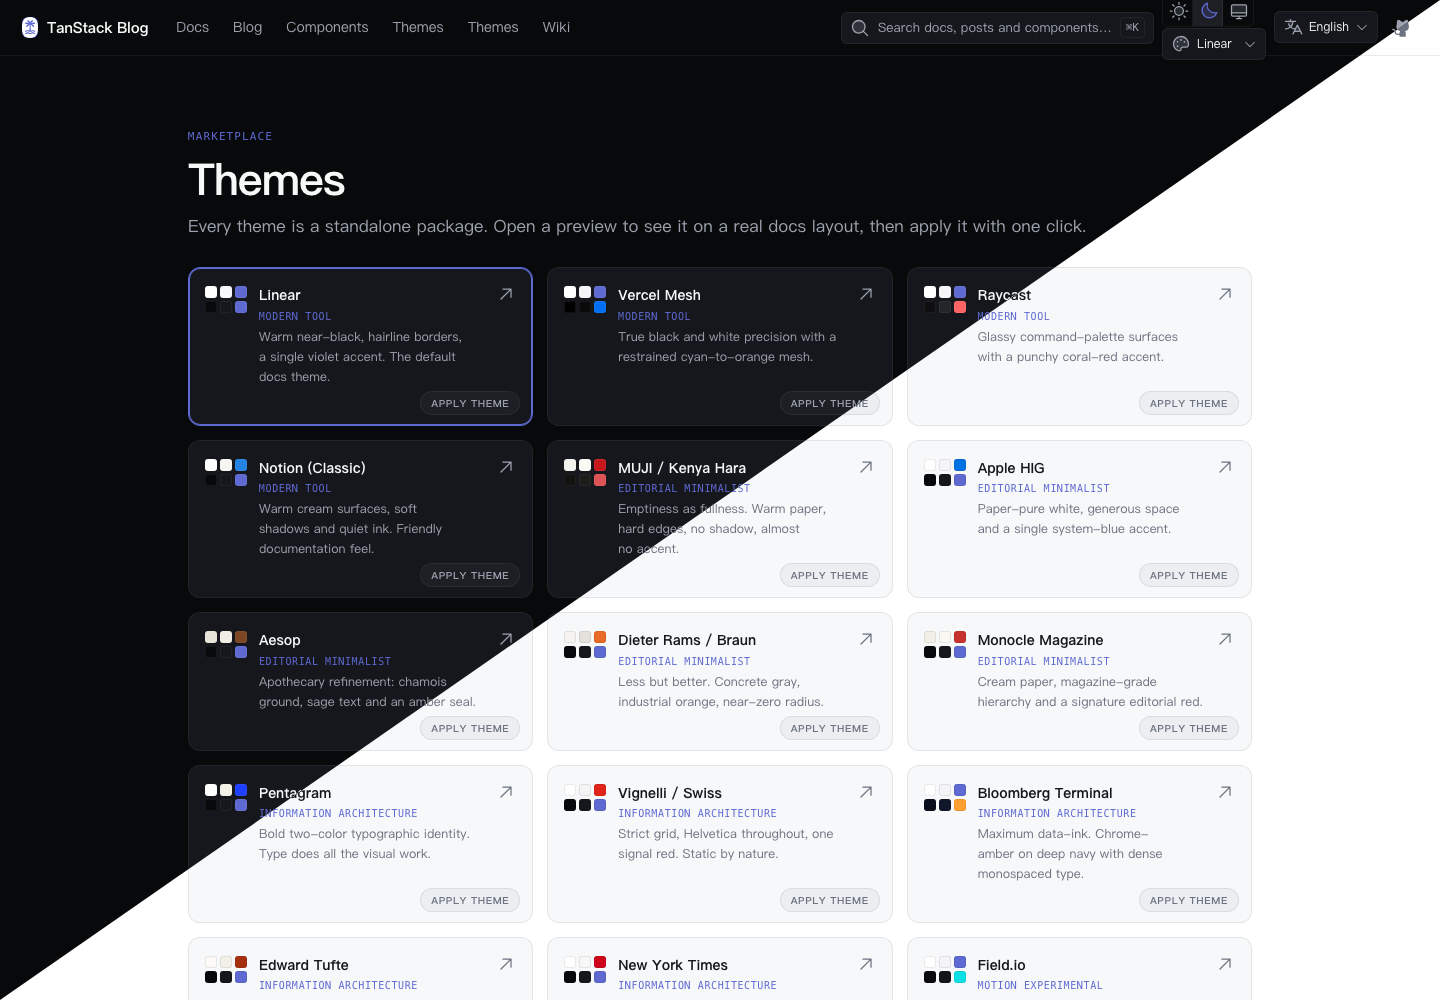 TanStack Blog
Docs
Blog
Components
Themes
Themes
Wiki
Search docs, posts and components...
⌘K
Linear
English
MARKETPLACE
Themes
Every theme is a standalone package. Open a preview to see it on a real docs layout, then apply it with one click.
Linear
MODERN TOOL
Warm near-black, hairline borders,
a single violet accent. The default
docs theme.
APPLY THEME
Vercel Mesh
MODERN TOOL
True black and white precision with a
restrained cyan-to-orange mesh.
APPLY THEME
Raycast
MODERN TOOL
Glassy command-palette surfaces
with a punchy coral-red accent.
APPLY THEME
Notion (Classic)
MODERN TOOL
Warm cream surfaces, soft
shadows and quiet ink. Friendly
documentation feel.
APPLY THEME
MUJI / Kenya Hara
EDITORIAL MINIMALIST
Emptiness as fullness. Warm paper,
hard edges, no shadow, almost
no accent.
APPLY THEME
Apple HIG
EDITORIAL MINIMALIST
Paper-pure white, generous space
and a single system-blue accent.
APPLY THEME
Aesop
EDITORIAL MINIMALIST
Apothecary refinement: chamois
ground, sage text and an amber seal.
APPLY THEME
Dieter Rams / Braun
EDITORIAL MINIMALIST
Less but better. Concrete gray,
industrial orange, near-zero radius.
APPLY THEME
Monocle Magazine
EDITORIAL MINIMALIST
Cream paper, magazine-grade
hierarchy and a signature editorial red.
APPLY THEME
Pentagram
INFORMATION ARCHITECTURE
Bold two-color typographic identity.
Type does all the visual work.
APPLY THEME
Vignelli / Swiss
INFORMATION ARCHITECTURE
Strict grid, Helvetica throughout, one
signal red. Static by nature.
APPLY THEME
Bloomberg Terminal
INFORMATION ARCHITECTURE
Maximum data-ink. Chrome-
amber on deep navy with dense
monospaced type.
APPLY THEME
Edward Tufte
INFORMATION ARCHITECTURE
New York Times
INFORMATION ARCHITECTURE
Field.io
MOTION EXPERIMENTAL